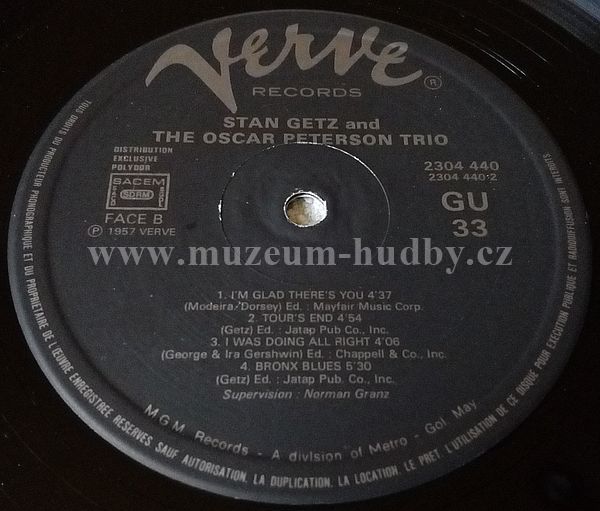 Verve ®
RECORDS
STAN GETZ and
THE OSCAR PETERSON TRIO
DISTRIBUTION
EXCLUSIVE
POLYDOR
SACEM
SDRM
FACE B
℗ 1957 VERVE
2304 440
2304 440:2
GU
33
www.muzeum-hudby.cz
1. I'M GLAD THERE'S YOU 4'37
(Modeira-Dorsey) Ed. : Mayfair Music Corp.
2. TOUR'S END 4'54
(Getz) Ed. : Jatap Pub Co., Inc.
3. I WAS DOING ALL RIGHT 4'06
(George & Ira Gershwin) Ed. : Chappell & Co., Inc.
4. BRONX BLUES 5'30
(Getz) Ed. : Jatap Pub. Co., Inc.
Supervision : Norman Granz
M.G.M. Records - A division of Metro - Gol. May
TOUS DROITS DU PRODUCTEUR PHONOGRAPHIQUE ET DU PROPRIETAIRE DE L'ŒUVRE ENREGISTREE RESERVES SAUF AUTORISATION. LA DUPLICATION, LA LOCATION, LE PRET, L'UTILISATION DE CE DISQUE POUR EXECUTION PUBLIQUE ET RADIODIFFUSION SONT INTERDITS